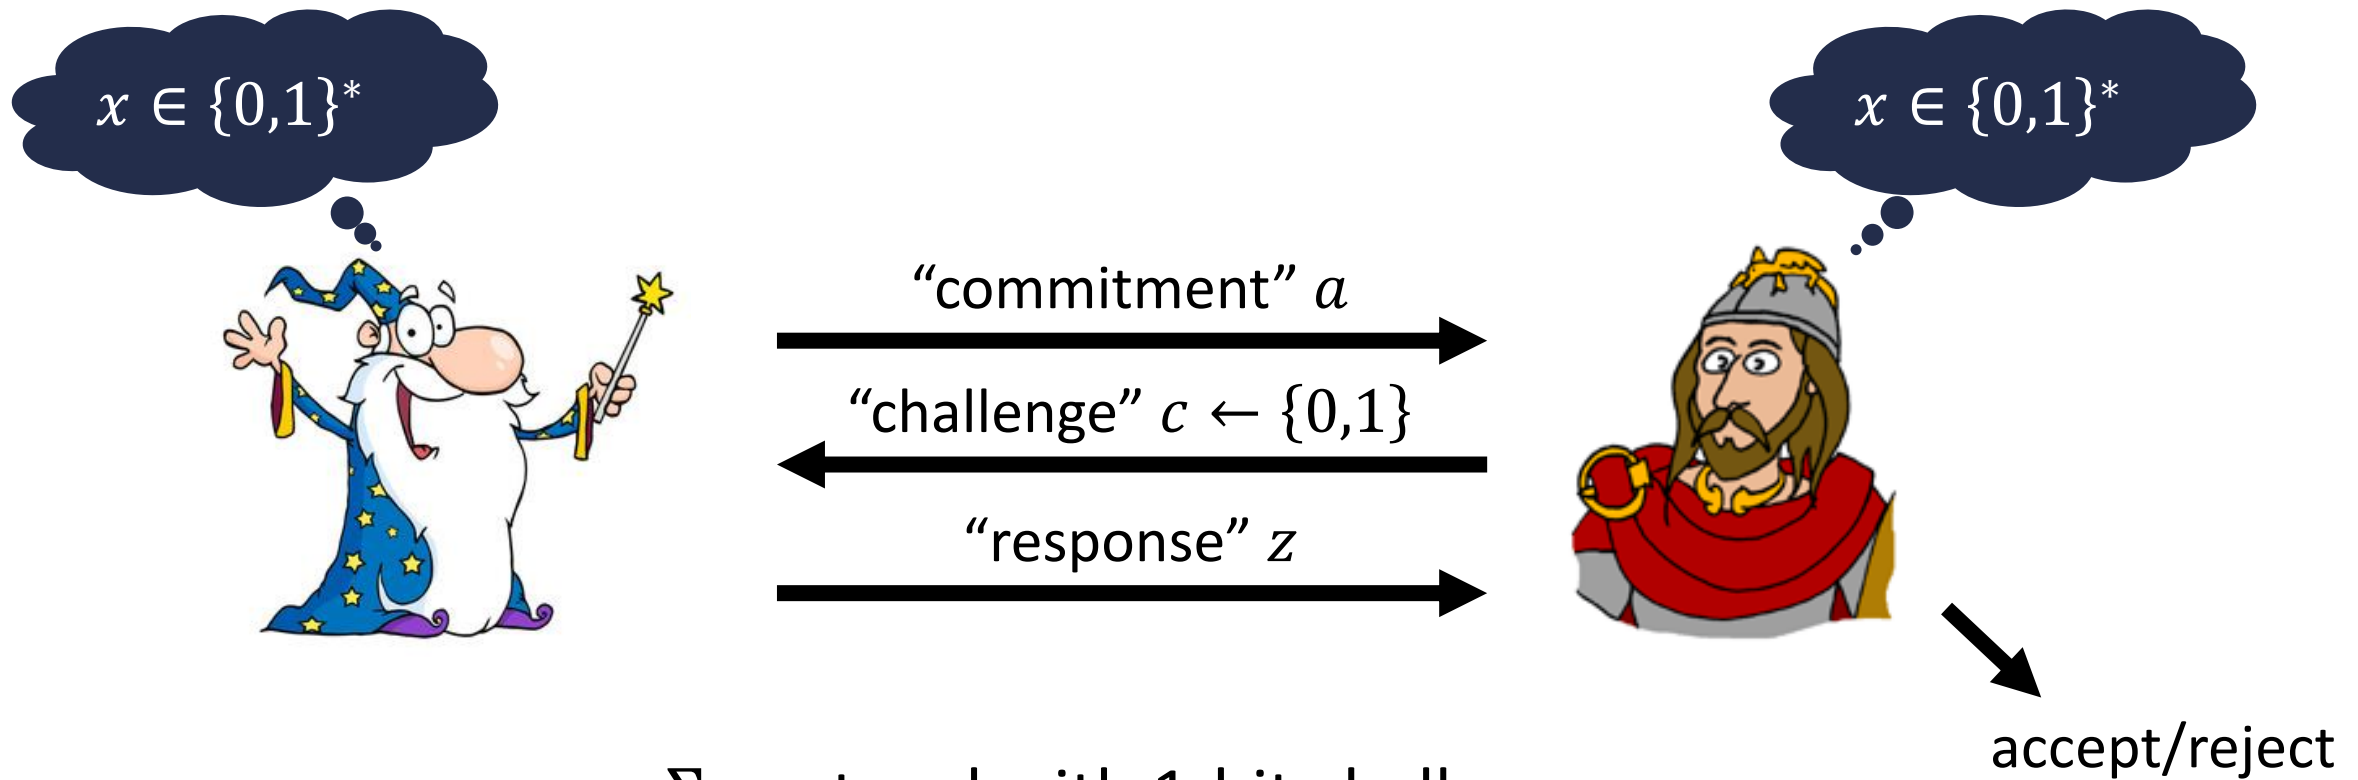 x ∈ {0,1}*
x ∈ {0,1}*
“commitment” a
“challenge” c ← {0,1}
“response” z
accept/reject